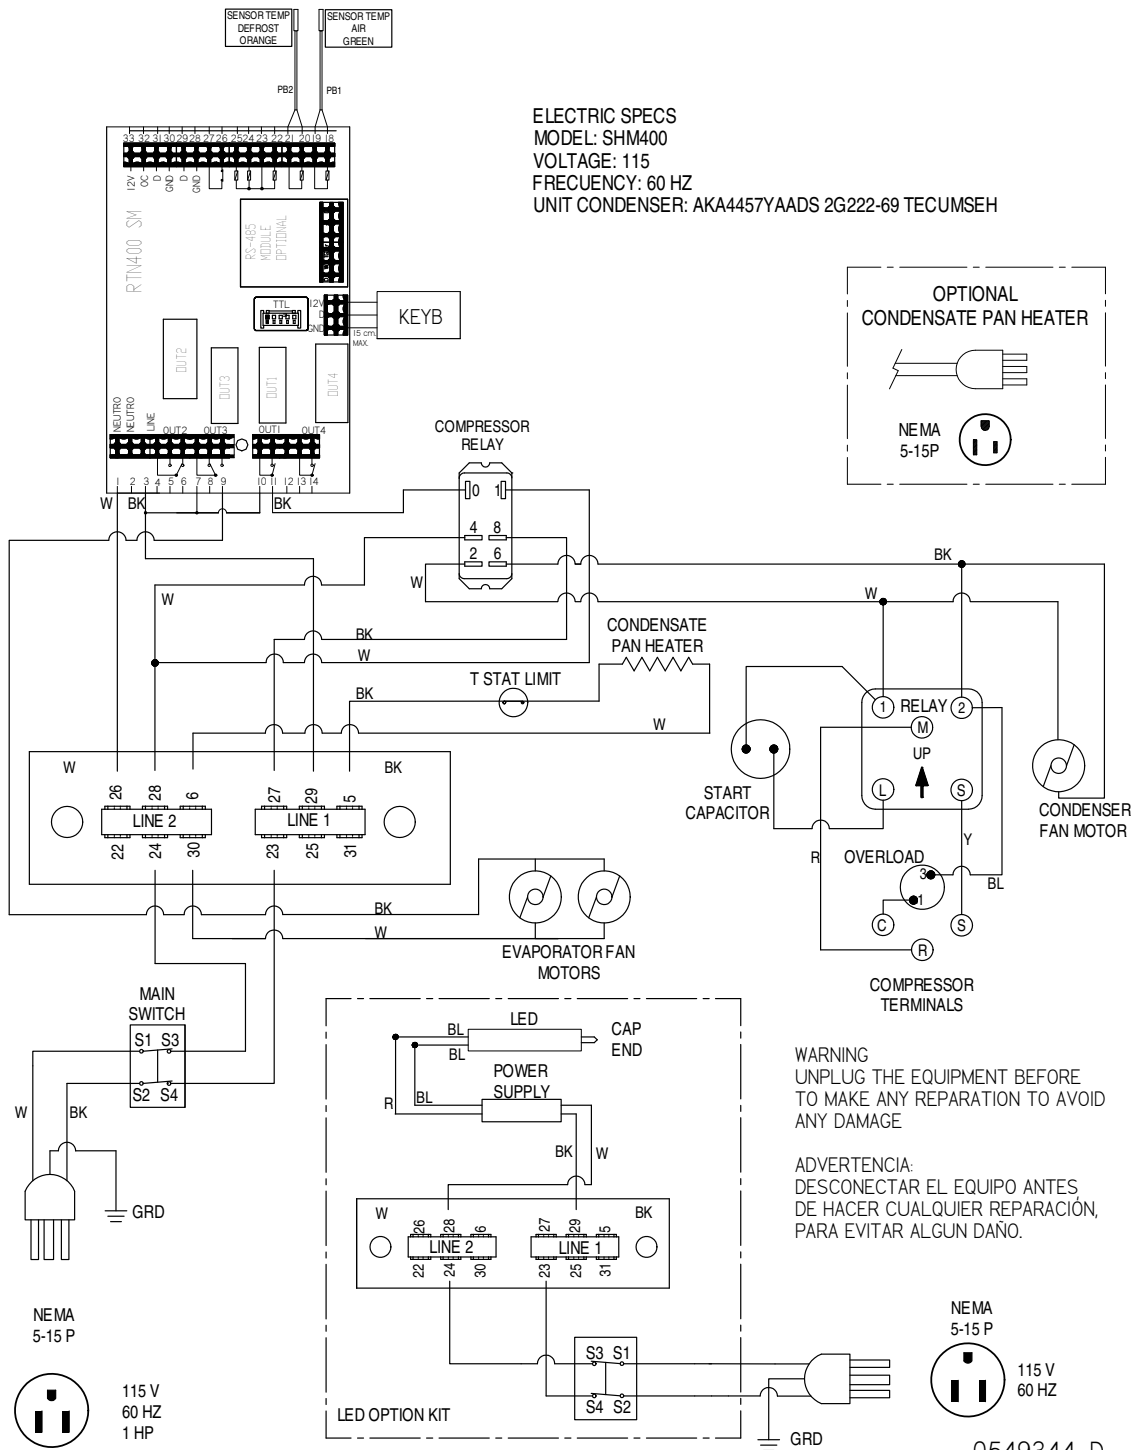 SENSOR TEMP
DEFROST
ORANGE
SENSOR TEMP
AIR
GREEN
PB2
PB1
ELECTRIC SPECS
MODEL: SHM400
VOLTAGE: 115
FRECUENCY: 60 HZ
UNIT CONDENSER: AKA4457YAADS 2G222-69 TECUMSEH
33 32 31 30 29 28 27 26 25 24 23 22 21 20 19 18
12V
OC
D
GND
D
GND
RTN400 SM
RS-485
MODULE
OPTIONAL
TTL
12V
D
GND
15 cm.
MAX.
KEYB
OUT2
OUT3
OUT1
OUT4
NEUTRO
NEUTRO
LINE
OUT2
OUT3
OUT1
OUT4
1 2 3 4 5 6 7 8 9 10 11 12 13 14
W
BK
BK
OPTIONAL
CONDENSATE PAN HEATER
NEMA
5-15P
COMPRESSOR
RELAY
0 1
4 8
2 6
W
BK
W
W
BK
W
CONDENSATE
PAN HEATER
T STAT LIMIT
BK
W
W
BK
26 28 6 27 29 5
LINE 2
LINE 1
22 24 30 23 25 31
START
CAPACITOR
1
RELAY
2
M
UP
L
S
CONDENSER
FAN MOTOR
R
OVERLOAD
Y
3
BL
1
C
S
R
COMPRESSOR
TERMINALS
BK
W
EVAPORATOR FAN
MOTORS
MAIN
SWITCH
S1 S3
S2 S4
W
BK
GRD
NEMA
5-15 P
115 V
60 HZ
1 HP
LED
BL
BL
CAP
END
POWER
SUPPLY
R
BL
BK
W
W
BK
26 28 6 27 29 5
LINE 2
LINE 1
22 24 30 23 25 31
S3 S1
S4 S2
LED OPTION KIT
GRD
WARNING
UNPLUG THE EQUIPMENT BEFORE
TO MAKE ANY REPARATION TO AVOID
ANY DAMAGE
ADVERTENCIA:
DESCONECTAR EL EQUIPO ANTES
DE HACER CUALQUIER REPARACIÓN,
PARA EVITAR ALGUN DAÑO.
NEMA
5-15 P
115 V
60 HZ